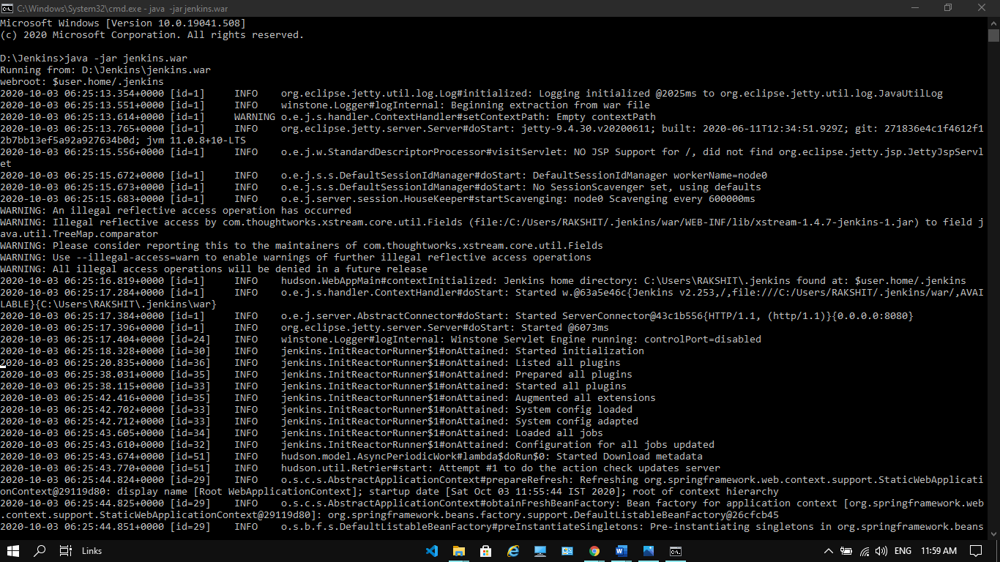 C:\Windows\System32\cmd.exe - java -jar jenkins.war
Microsoft Windows [Version 10.0.19041.508]
(c) 2020 Microsoft Corporation. All rights reserved.
D:\Jenkins>java -jar jenkins.war
Running from: D:\Jenkins\jenkins.war
webroot: $user.home/.jenkins
2020-10-03 06:25:13.354+0000 [id=1] INFO org.eclipse.jetty.util.log.Log#initialized: Logging initialized @2025ms to org.eclipse.jetty.util.log.JavaUtilLog
2020-10-03 06:25:13.551+0000 [id=1] INFO winstone.Logger#logInternal: Beginning extraction from war file
2020-10-03 06:25:13.614+0000 [id=1] WARNING o.e.j.s.handler.ContextHandler#setContextPath: Empty contextPath
2020-10-03 06:25:13.765+0000 [id=1] INFO org.eclipse.jetty.server.Server#doStart: jetty-9.4.30.v20200611; built: 2020-06-11T12:34:51.929Z; git: 271836e4c1f4612f1
2b7bb13ef5a92a927634b0d; jvm 11.0.8+10-LTS
2020-10-03 06:25:15.556+0000 [id=1] INFO o.e.j.w.StandardDescriptorProcessor#visitServlet: NO JSP Support for /, did not find org.eclipse.jetty.jsp.JettyJspServl
et
2020-10-03 06:25:15.672+0000 [id=1] INFO o.e.j.s.s.DefaultSessionIdManager#doStart: DefaultSessionIdManager workerName=node0
2020-10-03 06:25:15.673+0000 [id=1] INFO o.e.j.s.s.DefaultSessionIdManager#doStart: No SessionScavenger set, using defaults
2020-10-03 06:25:15.683+0000 [id=1] INFO o.e.j.server.session.HouseKeeper#startScavenging: node0 Scavenging every 600000ms
WARNING: An illegal reflective access operation has occurred
WARNING: Illegal reflective access by com.thoughtworks.xstream.core.util.Fields (file:/C:/Users/RAKSHIT/.jenkins/war/WEB-INF/lib/xstream-1.4.7-jenkins-1.jar) to field j
ava.util.TreeMap.comparator
WARNING: Please consider reporting this to the maintainers of com.thoughtworks.xstream.core.util.Fields
WARNING: Use --illegal-access=warn to enable warnings of further illegal reflective access operations
WARNING: All illegal access operations will be denied in a future release
2020-10-03 06:25:16.819+0000 [id=1] INFO hudson.WebAppMain#contextInitialized: Jenkins home directory: C:\Users\RAKSHIT\.jenkins found at: $user.home/.jenkins
2020-10-03 06:25:17.284+0000 [id=1] INFO o.e.j.s.handler.ContextHandler#doStart: Started w.@63a5e46c{Jenkins v2.253,/,file:///C:/Users/RAKSHIT/.jenkins/war/,AVAI
LABLE}{C:\Users\RAKSHIT\.jenkins\war}
2020-10-03 06:25:17.384+0000 [id=1] INFO o.e.j.server.AbstractConnector#doStart: Started ServerConnector@43c1b556{HTTP/1.1, (http/1.1)}{0.0.0.0:8080}
2020-10-03 06:25:17.396+0000 [id=1] INFO org.eclipse.jetty.server.Server#doStart: Started @6073ms
2020-10-03 06:25:17.404+0000 [id=24] INFO winstone.Logger#logInternal: Winstone Servlet Engine running: controlPort=disabled
2020-10-03 06:25:18.328+0000 [id=30] INFO jenkins.InitReactorRunner$1#onAttained: Started initialization
2020-10-03 06:25:20.835+0000 [id=36] INFO jenkins.InitReactorRunner$1#onAttained: Listed all plugins
2020-10-03 06:25:38.031+0000 [id=35] INFO jenkins.InitReactorRunner$1#onAttained: Prepared all plugins
2020-10-03 06:25:38.115+0000 [id=33] INFO jenkins.InitReactorRunner$1#onAttained: Started all plugins
2020-10-03 06:25:42.416+0000 [id=35] INFO jenkins.InitReactorRunner$1#onAttained: Augmented all extensions
2020-10-03 06:25:42.702+0000 [id=33] INFO jenkins.InitReactorRunner$1#onAttained: System config loaded
2020-10-03 06:25:42.712+0000 [id=33] INFO jenkins.InitReactorRunner$1#onAttained: System config adapted
2020-10-03 06:25:43.605+0000 [id=34] INFO jenkins.InitReactorRunner$1#onAttained: Loaded all jobs
2020-10-03 06:25:43.610+0000 [id=32] INFO jenkins.InitReactorRunner$1#onAttained: Configuration for all jobs updated
2020-10-03 06:25:43.674+0000 [id=51] INFO hudson.model.AsyncPeriodicWork#lambda$doRun$0: Started Download metadata
2020-10-03 06:25:43.770+0000 [id=51] INFO hudson.util.Retrier#start: Attempt #1 to do the action check updates server
2020-10-03 06:25:44.824+0000 [id=29] INFO o.s.c.s.AbstractApplicationContext#prepareRefresh: Refreshing org.springframework.web.context.support.StaticWebApplicati
onContext@29119d80: display name [Root WebApplicationContext]; startup date [Sat Oct 03 11:55:44 IST 2020]; root of context hierarchy
2020-10-03 06:25:44.825+0000 [id=29] INFO o.s.c.s.AbstractApplicationContext#obtainFreshBeanFactory: Bean factory for application context [org.springframework.web
.context.support.StaticWebApplicationContext@29119d80]: org.springframework.beans.factory.support.DefaultListableBeanFactory@26cfcb45
2020-10-03 06:25:44.851+0000 [id=29] INFO o.s.b.f.s.DefaultListableBeanFactory#preInstantiateSingletons: Pre-instantiating singletons in org.springframework.beans
Links ENG 11:59 AM